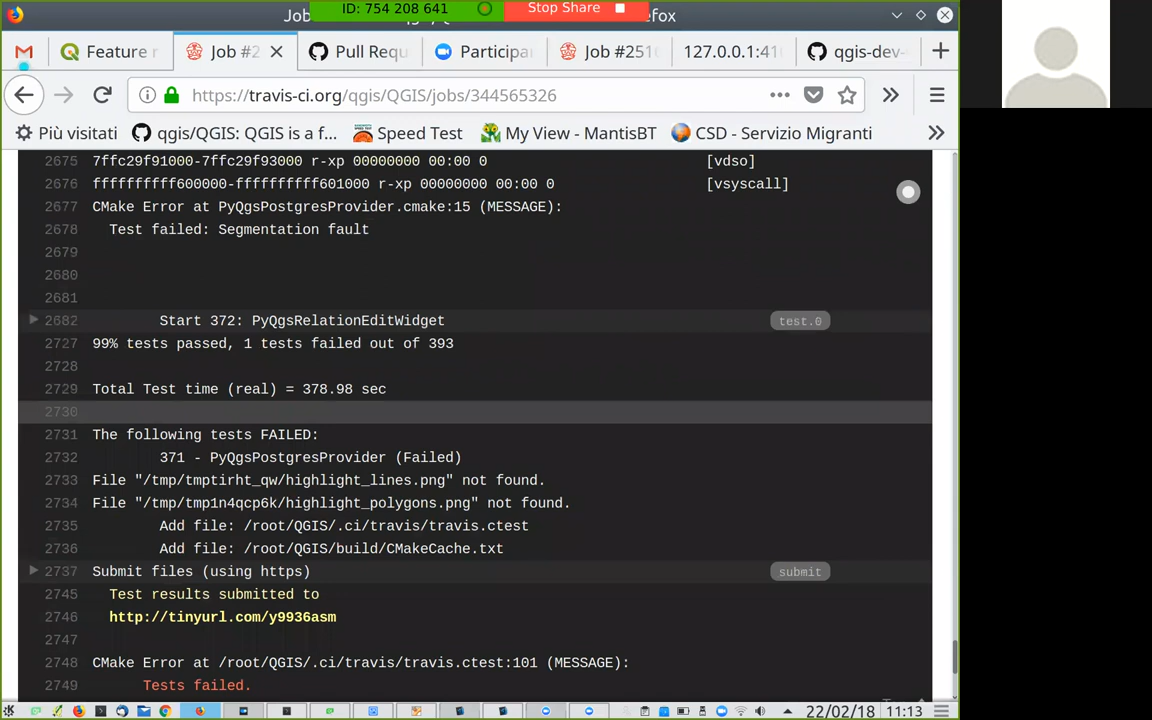 ID: 754 208 641
Stop Share
Job
efox
Feature r
Job #2
Pull Requ
Participa
Job #251
127.0.0.1:41
qgis-dev-
https://travis-ci.org/qgis/QGIS/jobs/344565326
Più visitati
qgis/QGIS: QGIS is a f...
Speed Test
My View - MantisBT
CSD - Servizio Migranti
2675 7ffc29f91000-7ffc29f93000 r-xp 00000000 00:00 0 [vdso]
2676 ffffffffff600000-ffffffffff601000 r-xp 00000000 00:00 0 [vsyscall]
2677 CMake Error at PyQgsPostgresProvider.cmake:15 (MESSAGE):
2678 Test failed: Segmentation fault
2679
2680
2681
2682 Start 372: PyQgsRelationEditWidget test.0
2727 99% tests passed, 1 tests failed out of 393
2728
2729 Total Test time (real) = 378.98 sec
2730
2731 The following tests FAILED:
2732 371 - PyQgsPostgresProvider (Failed)
2733 File "/tmp/tmptirht_qw/highlight_lines.png" not found.
2734 File "/tmp/tmp1n4qcp6k/highlight_polygons.png" not found.
2735 Add file: /root/QGIS/.ci/travis/travis.ctest
2736 Add file: /root/QGIS/build/CMakeCache.txt
2737 Submit files (using https) submit
2745 Test results submitted to
2746 http://tinyurl.com/y9936asm
2747
2748 CMake Error at /root/QGIS/.ci/travis/travis.ctest:101 (MESSAGE):
2749 Tests failed.
22/02/18 11:13